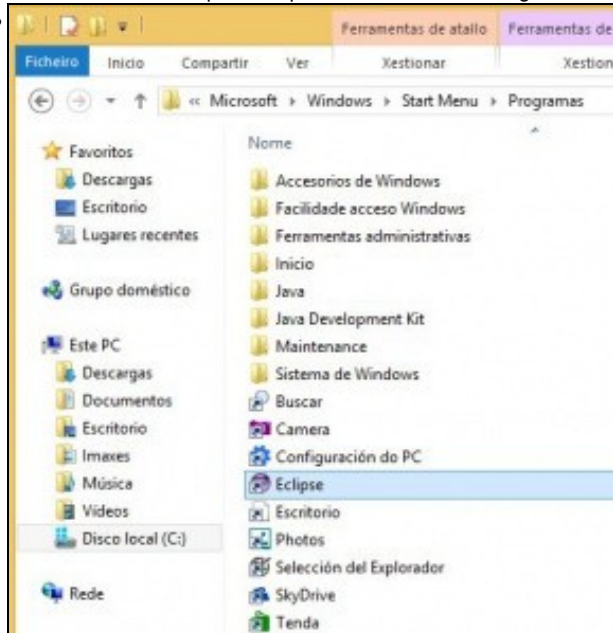 Ferramentas de atallo Ferramentas de
Ficheiro Inicio Compartir Ver Xestionar Xestion
« Microsoft Windows Start Menu Programas
Nome
Favoritos
Descargas
Escritorio
Lugares recentes
Grupo doméstico
Este PC
Descargas
Documentos
Escritorio
Imaxes
Música
Vídeos
Disco local (C:)
Rede
Accesorios de Windows
Facilidade acceso Windows
Ferramentas administrativas
Inicio
Java
Java Development Kit
Maintenance
Sistema de Windows
Buscar
Camera
Configuración do PC
Eclipse
Escritorio
Photos
Selección del Explorador
SkyDrive
Tenda